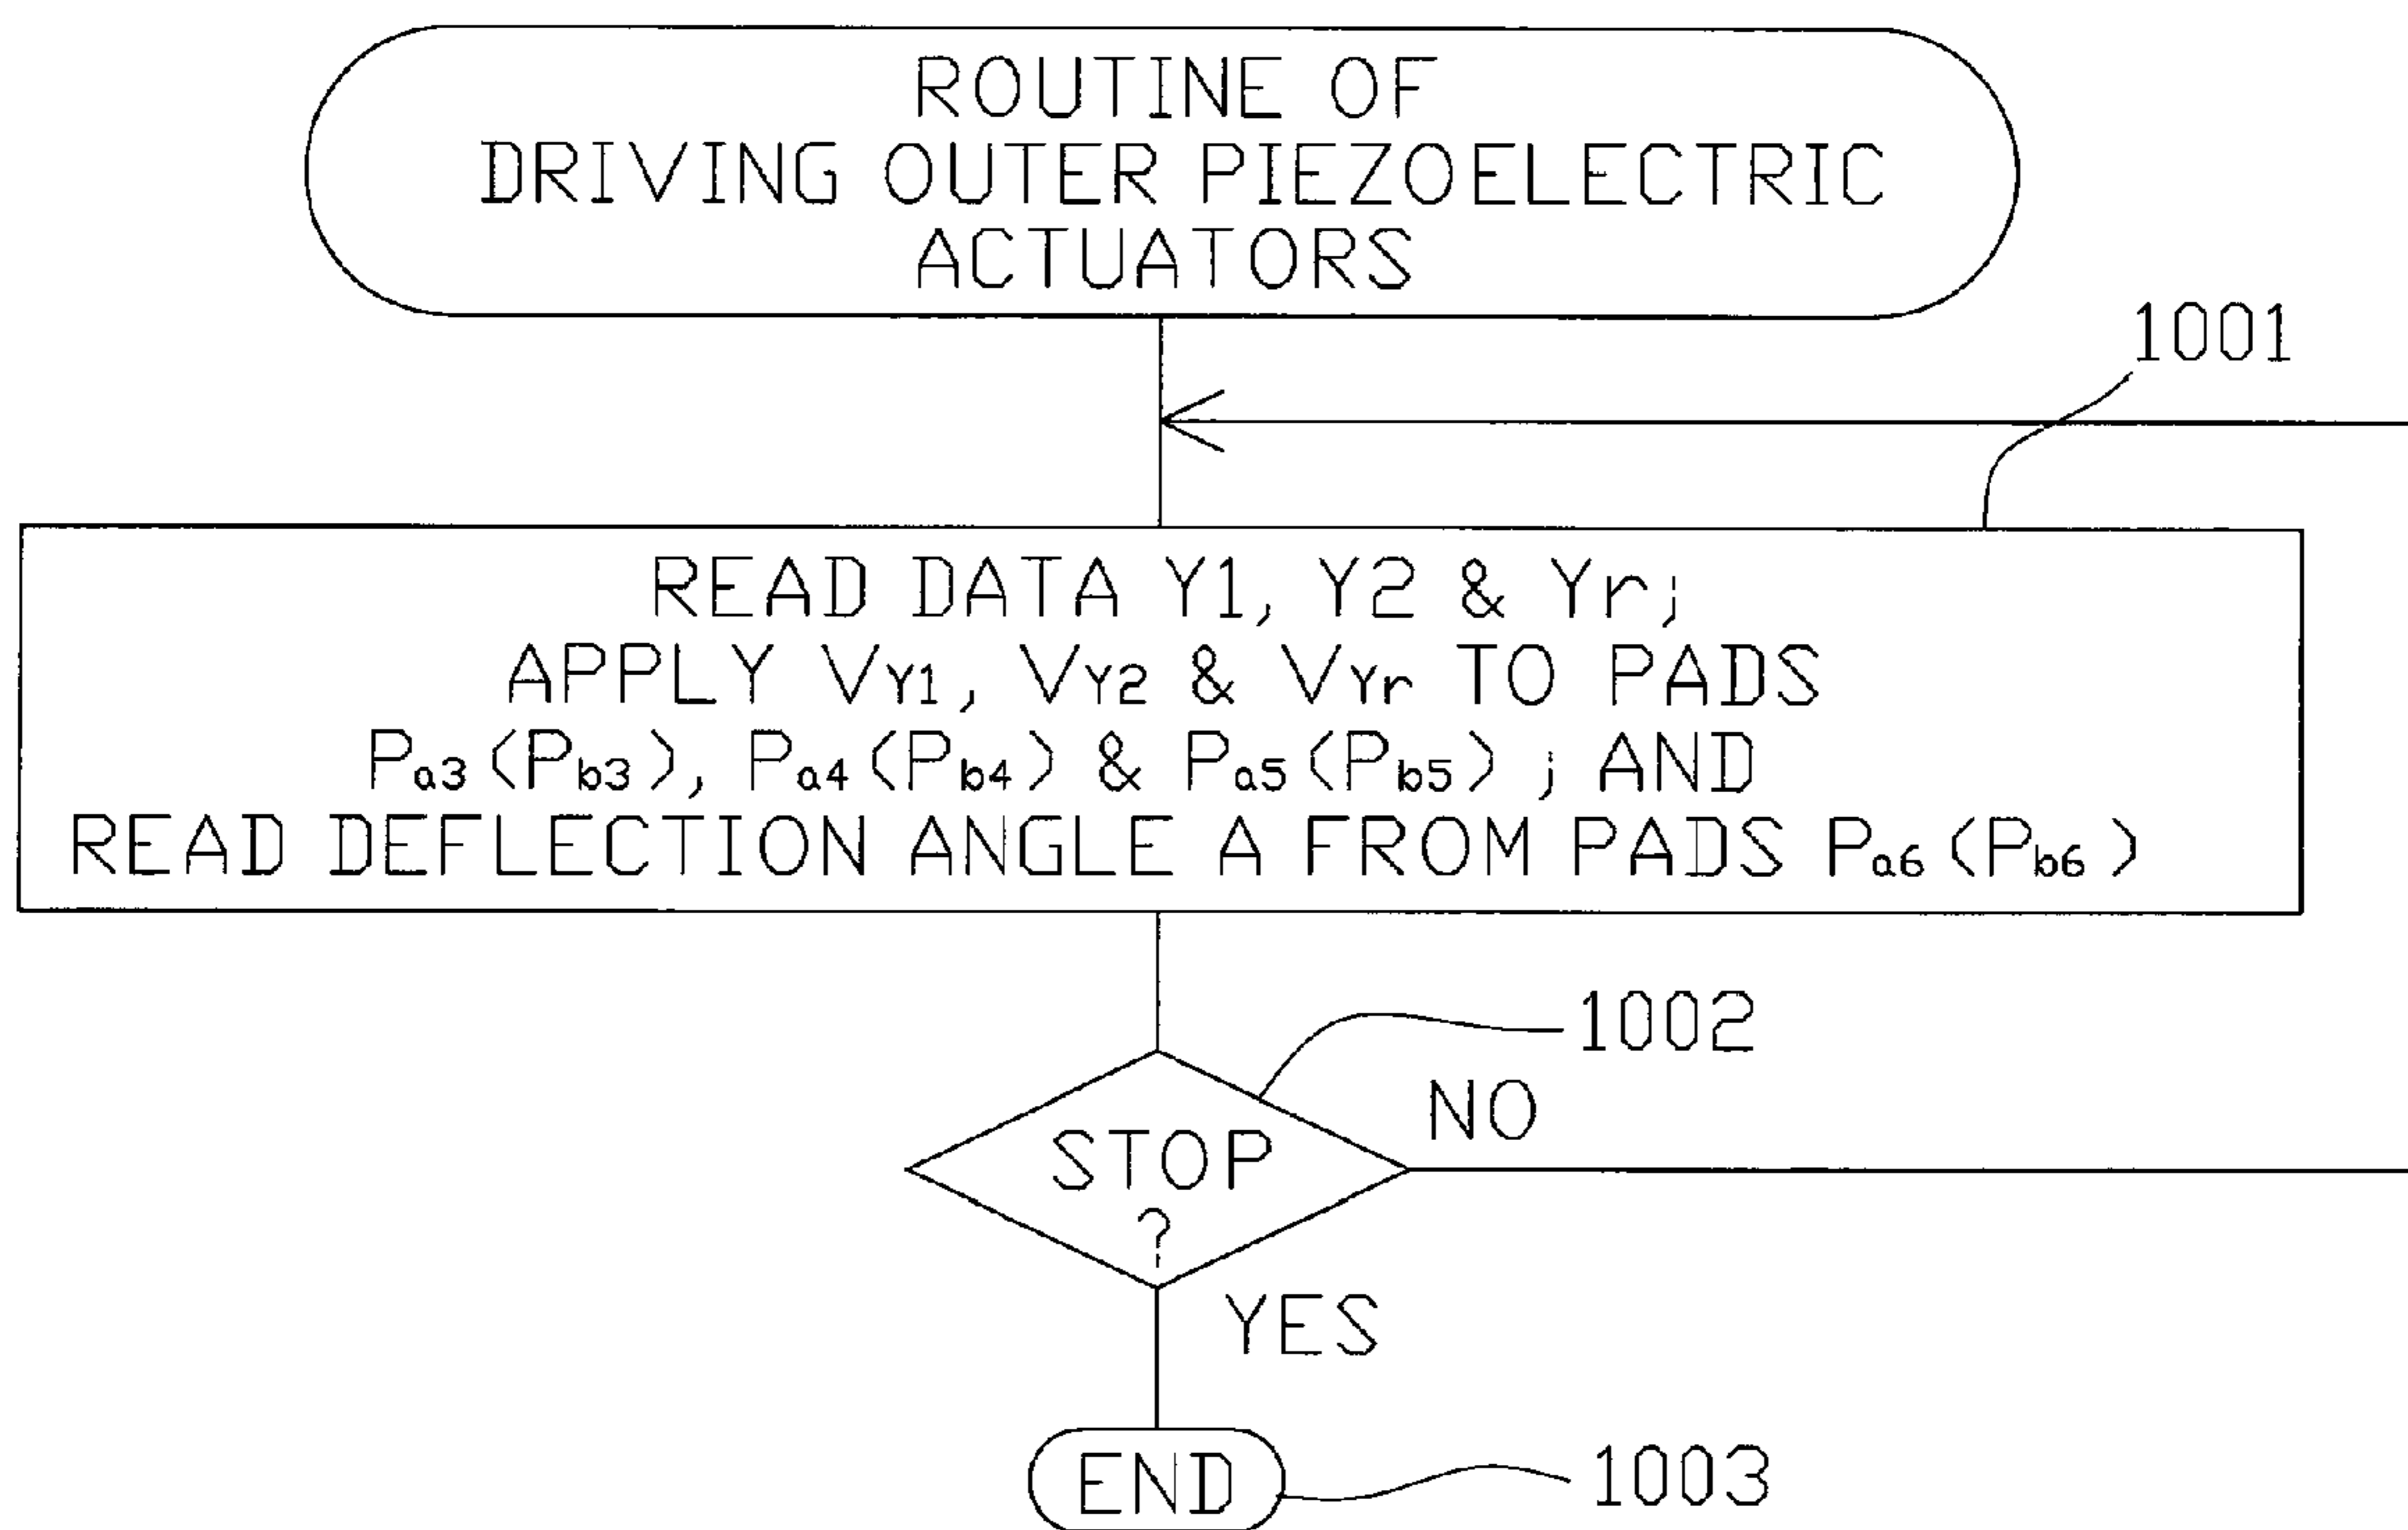 ROUTINE OF
DRIVING OUTER PIEZOELECTRIC
ACTUATORS
1001
READ DATA Y1, Y2 & Yr;
APPLY VY1, VY2 & VYr TO PADS
Pa3(Pb3), Pa4(Pb4) & Pa5(Pb5); AND
READ DEFLECTION ANGLE A FROM PADS Pa6(Pb6)
1002
NO
STOP
?
YES
END
1003